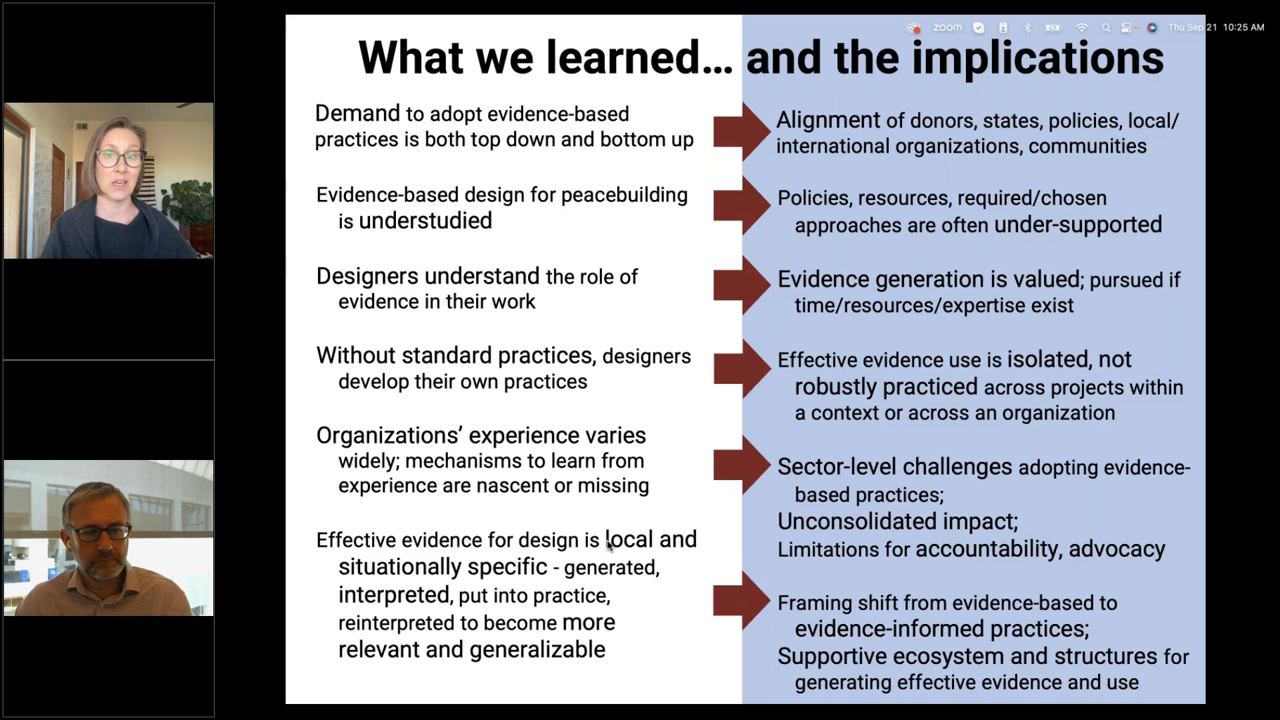 zoom
Thu Sep 21 10:25 AM
What we learned... and the implications
Demand to adopt evidence-based
practices is both top down and bottom up
Alignment of donors, states, policies, local/
international organizations, communities
Evidence-based design for peacebuilding
is understudied
Policies, resources, required/chosen
approaches are often under-supported
Designers understand the role of
evidence in their work
Evidence generation is valued; pursued if
time/resources/expertise exist
Without standard practices, designers
develop their own practices
Effective evidence use is isolated, not
robustly practiced across projects within
a context or across an organization
Organizations' experience varies
widely; mechanisms to learn from
experience are nascent or missing
Sector-level challenges adopting evidence-
based practices;
Unconsolidated impact;
Limitations for accountability, advocacy
Effective evidence for design is local and
situationally specific - generated,
interpreted, put into practice,
reinterpreted to become more
relevant and generalizable
Framing shift from evidence-based to
evidence-informed practices;
Supportive ecosystem and structures for
generating effective evidence and use